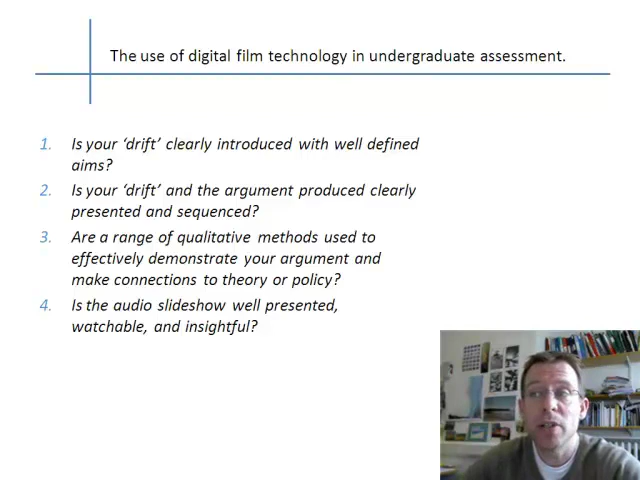 The use of digital film technology in undergraduate assessment.
1. Is your ‘drift’ clearly introduced with well defined
aims?
2. Is your ‘drift’ and the argument produced clearly
presented and sequenced?
3. Are a range of qualitative methods used to
effectively demonstrate your argument and
make connections to theory or policy?
4. Is the audio slideshow well presented,
watchable, and insightful?